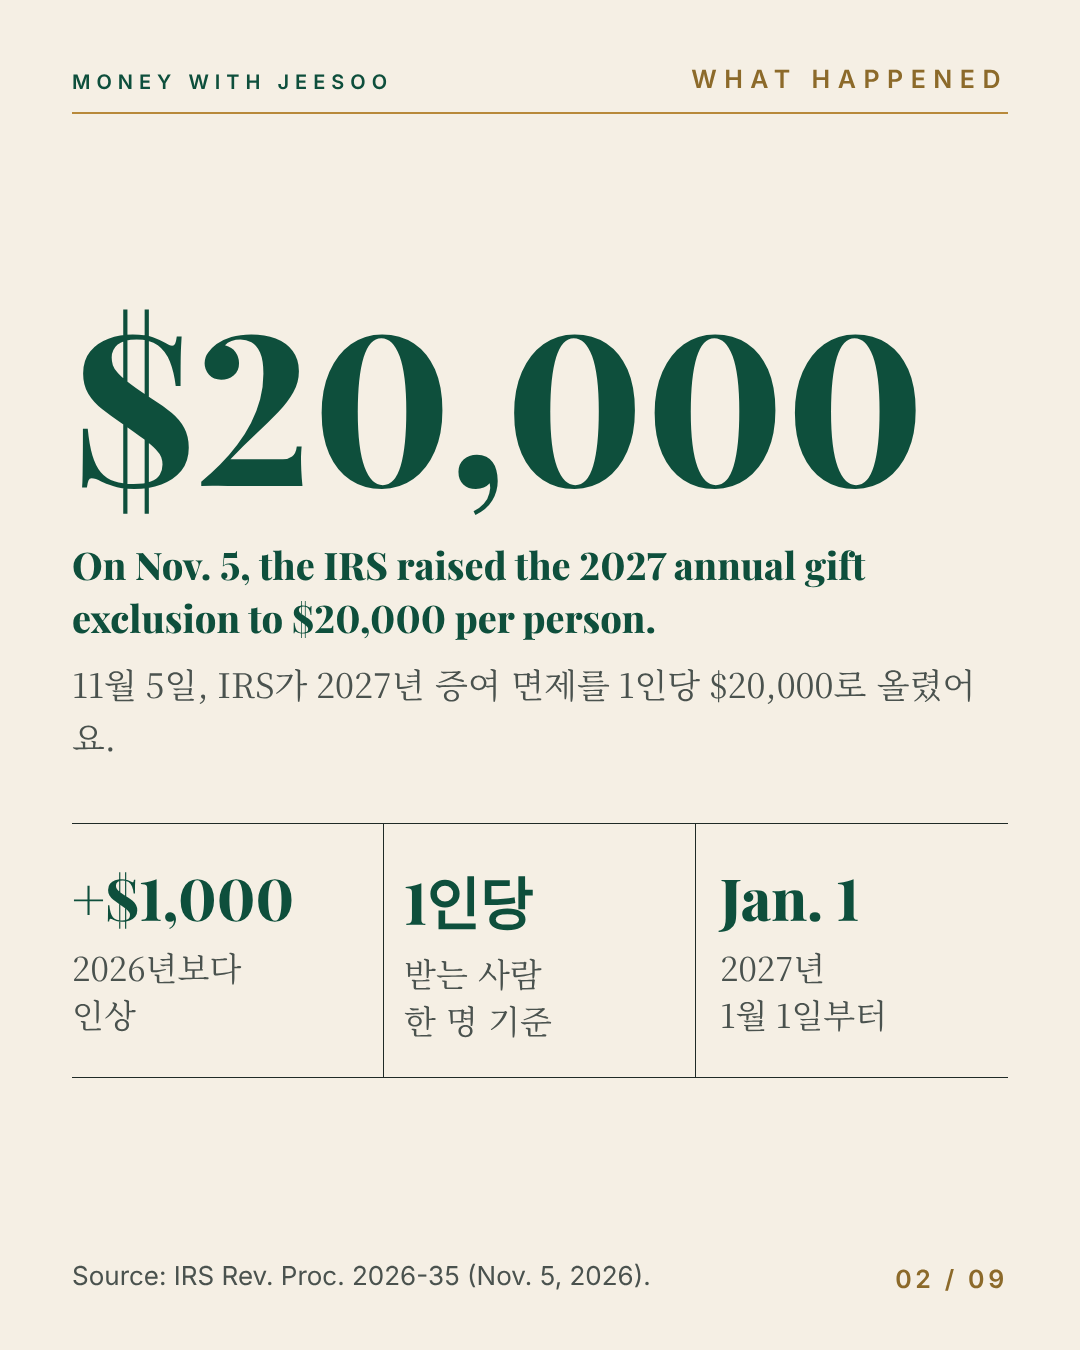 MONEY WITH JEESOO
WHAT HAPPENED
$20,000
On Nov. 5, the IRS raised the 2027 annual gift
exclusion to $20,000 per person.
11월 5일, IRS가 2027년 증여 면제를 1인당 $20,000로 올렸어
요.
+$1,000
2026년보다
인상
1인당
받는 사람
한 명 기준
Jan. 1
2027년
1월 1일부터
Source: IRS Rev. Proc. 2026-35 (Nov. 5, 2026).
02 / 09